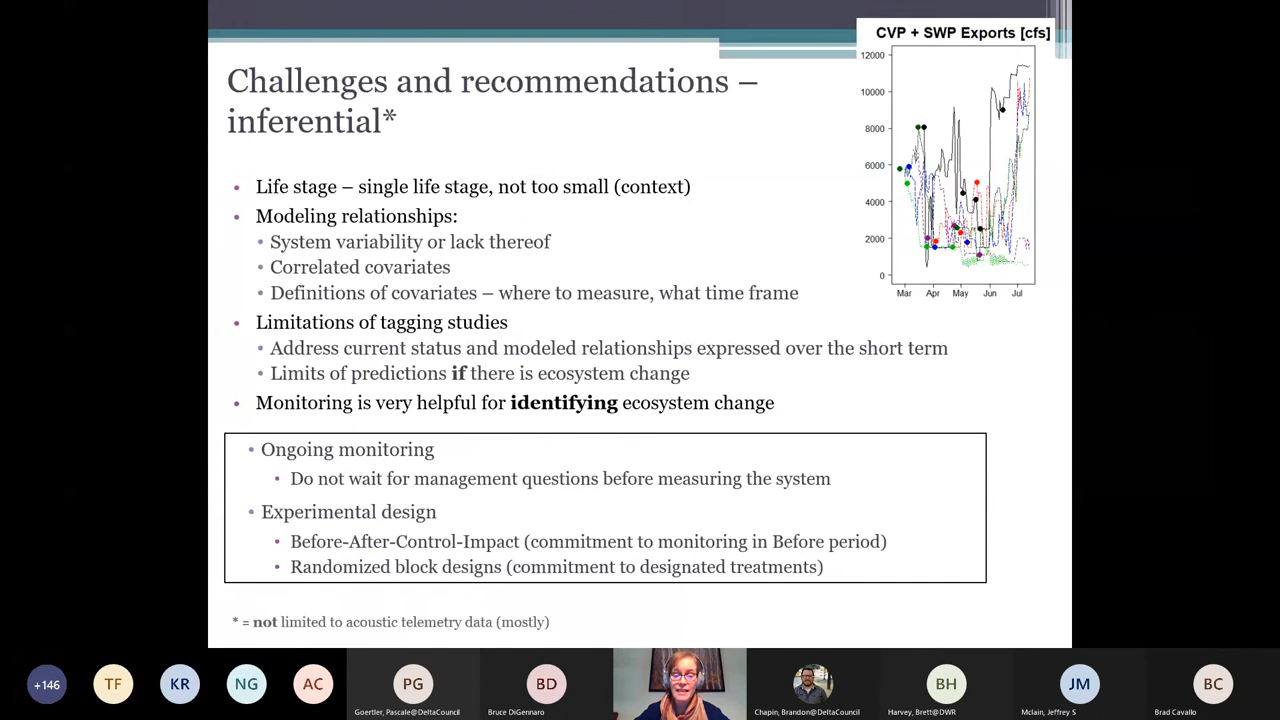 CVP + SWP Exports [cfs]
12000
10000
8000
6000
4000
2000
0
Mar Apr May Jun Jul
Challenges and recommendations –
inferential*
• Life stage – single life stage, not too small (context)
• Modeling relationships:
• System variability or lack thereof
• Correlated covariates
• Definitions of covariates – where to measure, what time frame
• Limitations of tagging studies
• Address current status and modeled relationships expressed over the short term
• Limits of predictions if there is ecosystem change
• Monitoring is very helpful for identifying ecosystem change
• Ongoing monitoring
• Do not wait for management questions before measuring the system
• Experimental design
• Before-After-Control-Impact (commitment to monitoring in Before period)
• Randomized block designs (commitment to designated treatments)
* = not limited to acoustic telemetry data (mostly)
+146 TF KR NG AC PG BD BH JM BC
Goertler, Pascale@DeltaCouncil Bruce DiGennaro Chapin, Brandon@DeltaCouncil Harvey, Brett@DWR Mclain, Jeffrey S Brad Cavallo